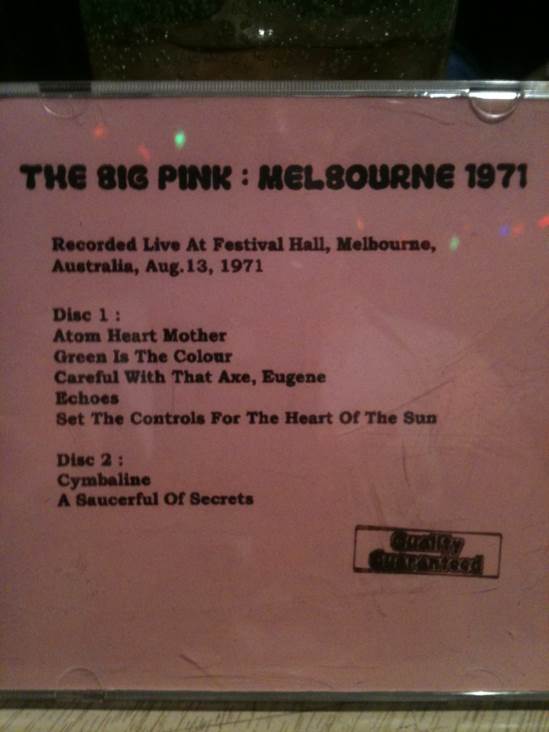 THE BIG PINK : MELBOURNE 1971
Recorded Live At Festival Hall, Melbourne,
Australia, Aug.13, 1971
Disc 1 :
Atom Heart Mother
Green Is The Colour
Careful With That Axe, Eugene
Echoes
Set The Controls For The Heart Of The Sun
Disc 2 :
Cymbaline
A Saucerful Of Secrets
Quality
Guaranteed